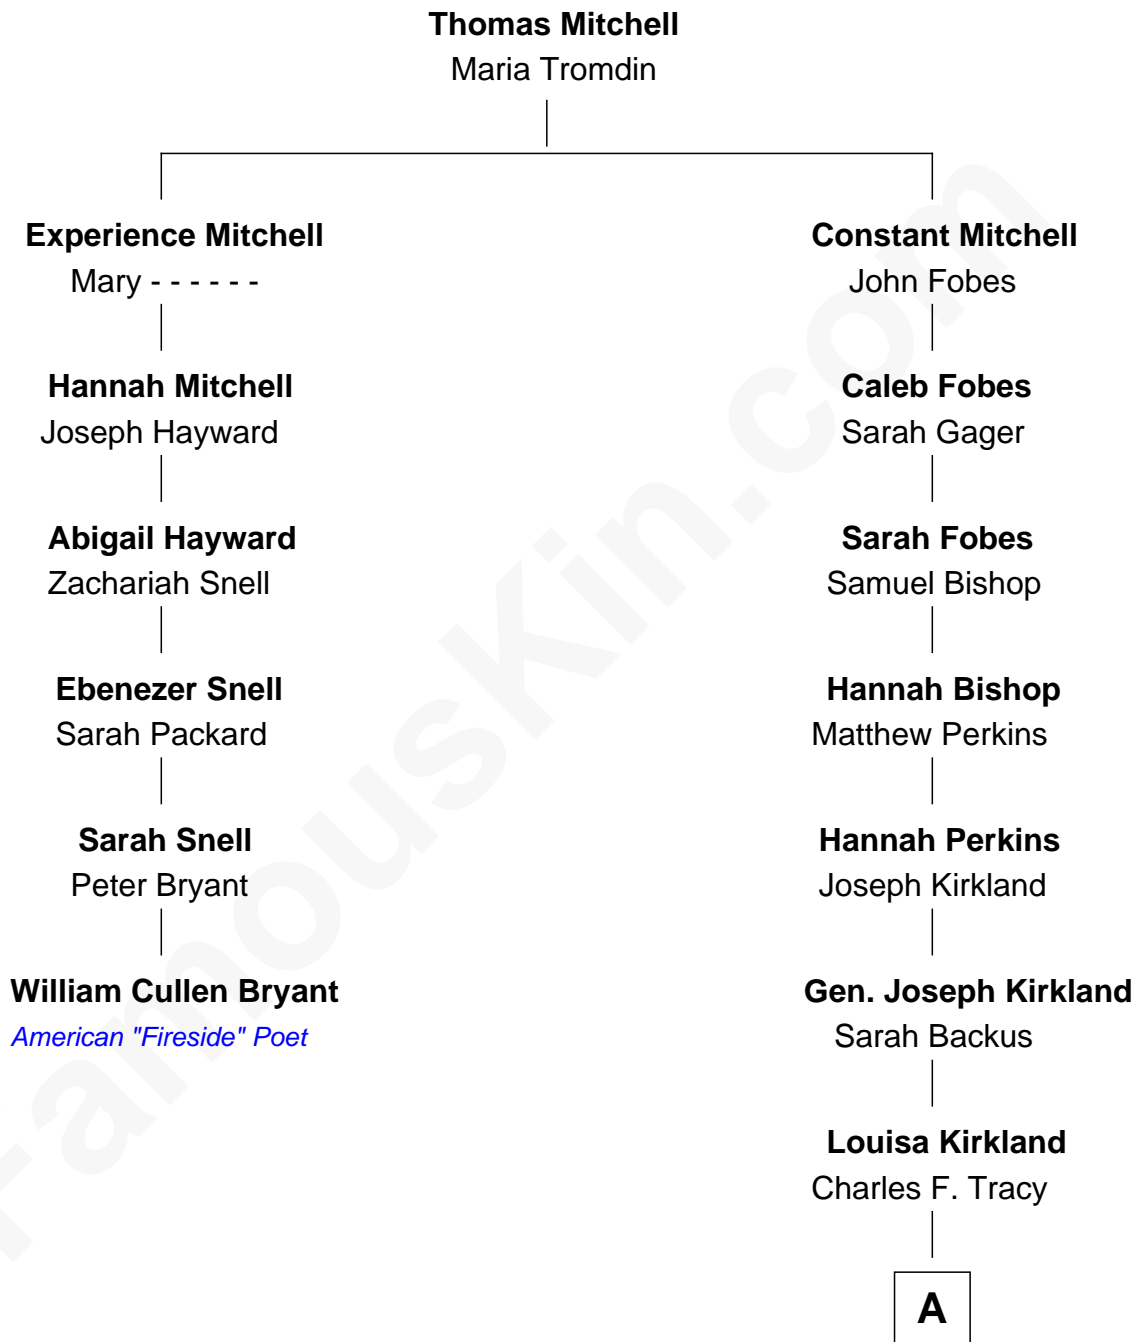 Thomas Mitchell
Maria Tromdin
Experience Mitchell
Mary - - - - - -
Constant Mitchell
John Fobes
Hannah Mitchell
Joseph Hayward
Caleb Fobes
Sarah Gager
Abigail Hayward
Zachariah Snell
Sarah Fobes
Samuel Bishop
Ebenezer Snell
Sarah Packard
Hannah Bishop
Matthew Perkins
Sarah Snell
Peter Bryant
Hannah Perkins
Joseph Kirkland
William Cullen Bryant
American "Fireside" Poet
Gen. Joseph Kirkland
Sarah Backus
Louisa Kirkland
Charles F. Tracy
A
FamousKin.com